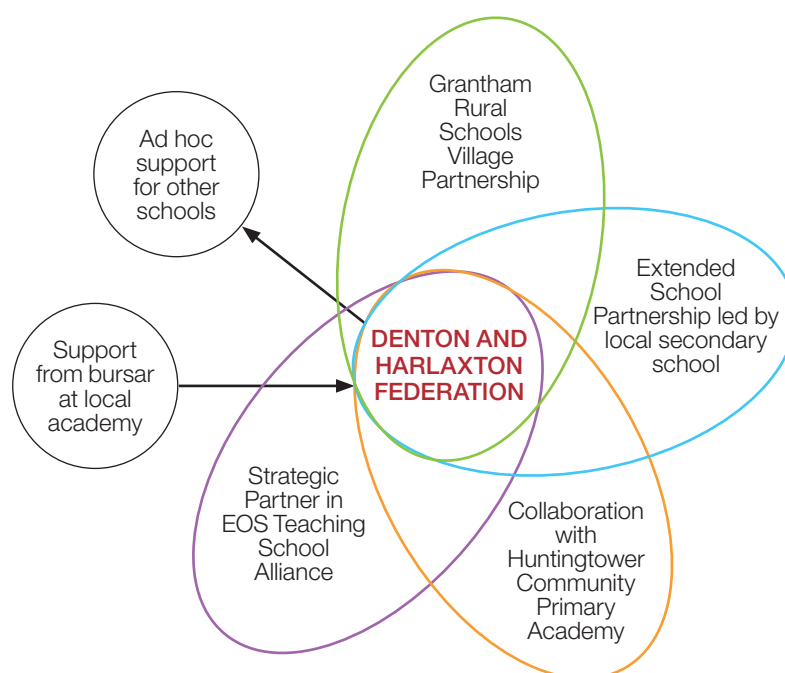 Grantham
Rural
Schools
Village
Partnership
Ad hoc
support
for other
schools
Extended
School
Partnership led by
local secondary
school
DENTON AND
HARLAXTON
FEDERATION
Support
from bursar
at local
academy
Strategic
Partner in
EOS Teaching
School
Alliance
Collaboration
with
Huntingtower
Community
Primary
Academy